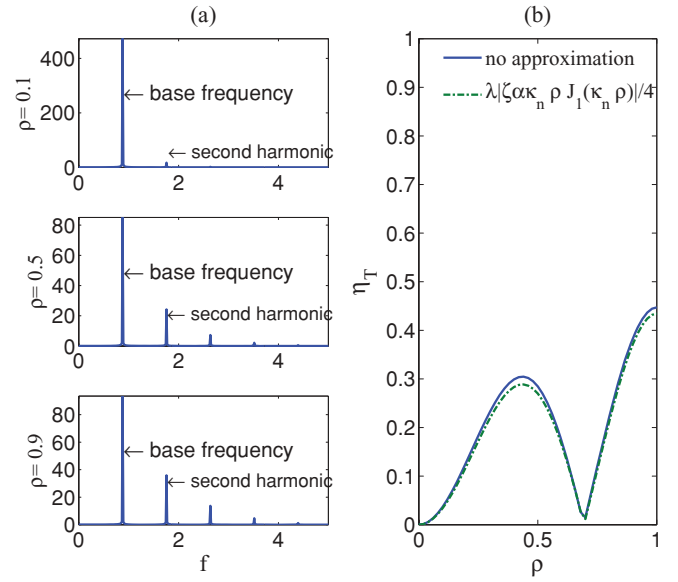 (a)
(b)
400
200
0
ρ= 0.1
← base frequency
← second harmonic
0 2 4
80
60
40
20
0
ρ= 0.5
← base frequency
← second harmonic
0 2 4
80
60
40
20
0
ρ= 0.9
← base frequency
← second harmonic
0 2 4
f
1
0.9
0.8
0.7
0.6
0.5
0.4
0.3
0.2
0.1
0
η_T
no approximation
λ|ζακ_n ρ J_1(κ_n ρ)|/4
0 0.5 1
ρ